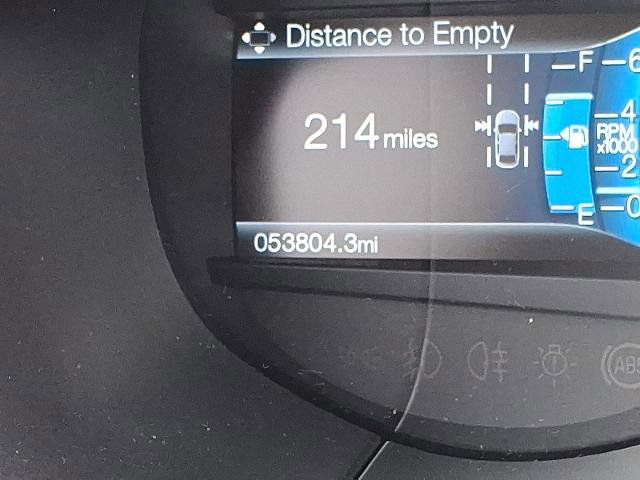 Distance to Empty
F
6
214 miles
4
RPM
x1000
2
E
0
053804.3mi
ABS